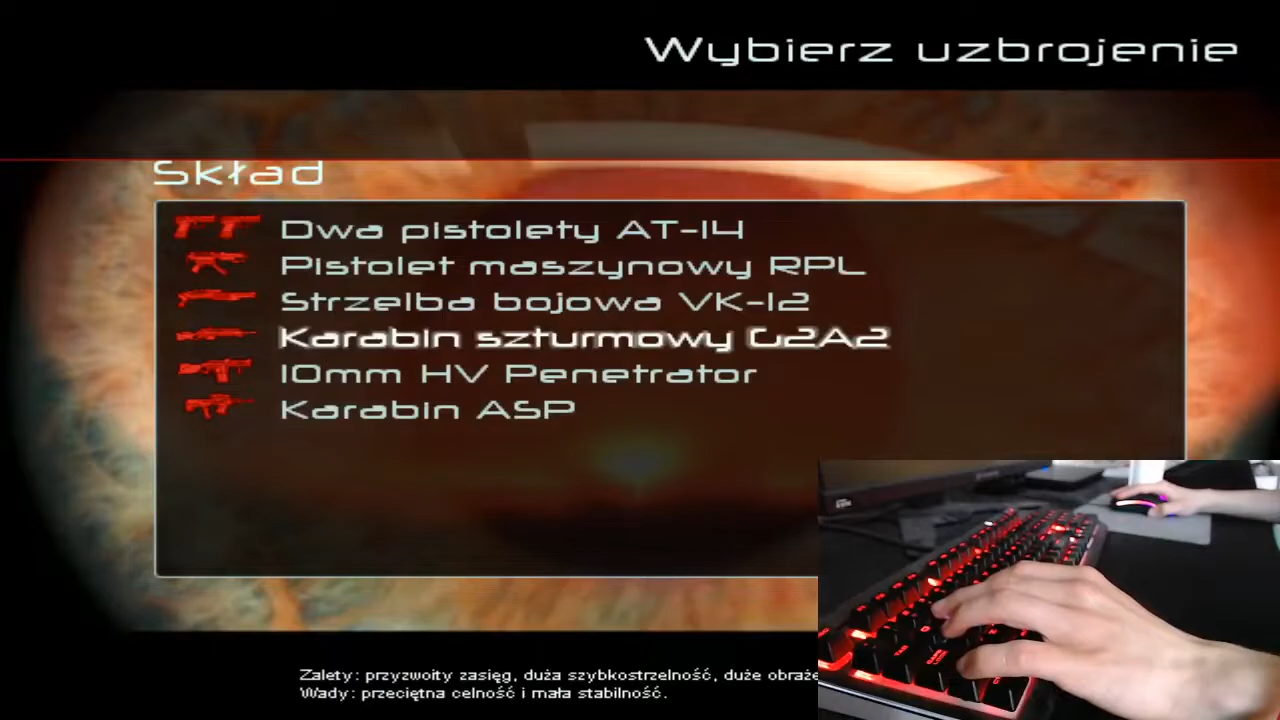 Wybierz uzbrojenie
Skład
Dwa pistolety AT-14
Pistolet maszynowy RPL
Strzelba bojowa VK-12
Karabin szturmowy G2A2
10mm HV Penetrator
Karabin ASP
Zalety: przyzwoity zasięg, duża szybkostrzelność, duże obraże
Wady: przeciętna celność i mała stabilność.